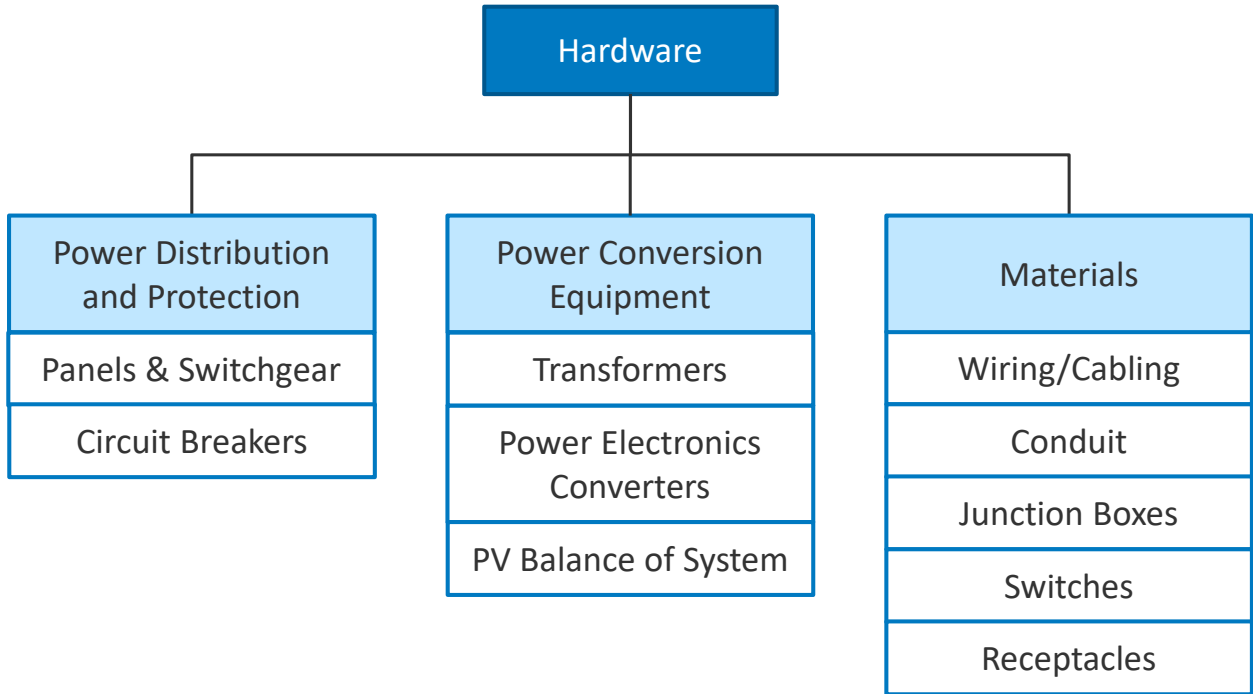 Hardware
Power Distribution
and Protection
Panels & Switchgear
Circuit Breakers
Power Conversion
Equipment
Transformers
Power Electronics
Converters
PV Balance of System
Materials
Wiring/Cabling
Conduit
Junction Boxes
Switches
Receptacles